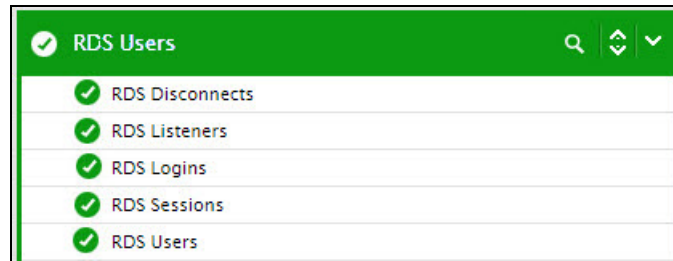 RDS Users
RDS Disconnects
RDS Listeners
RDS Logins
RDS Sessions
RDS Users